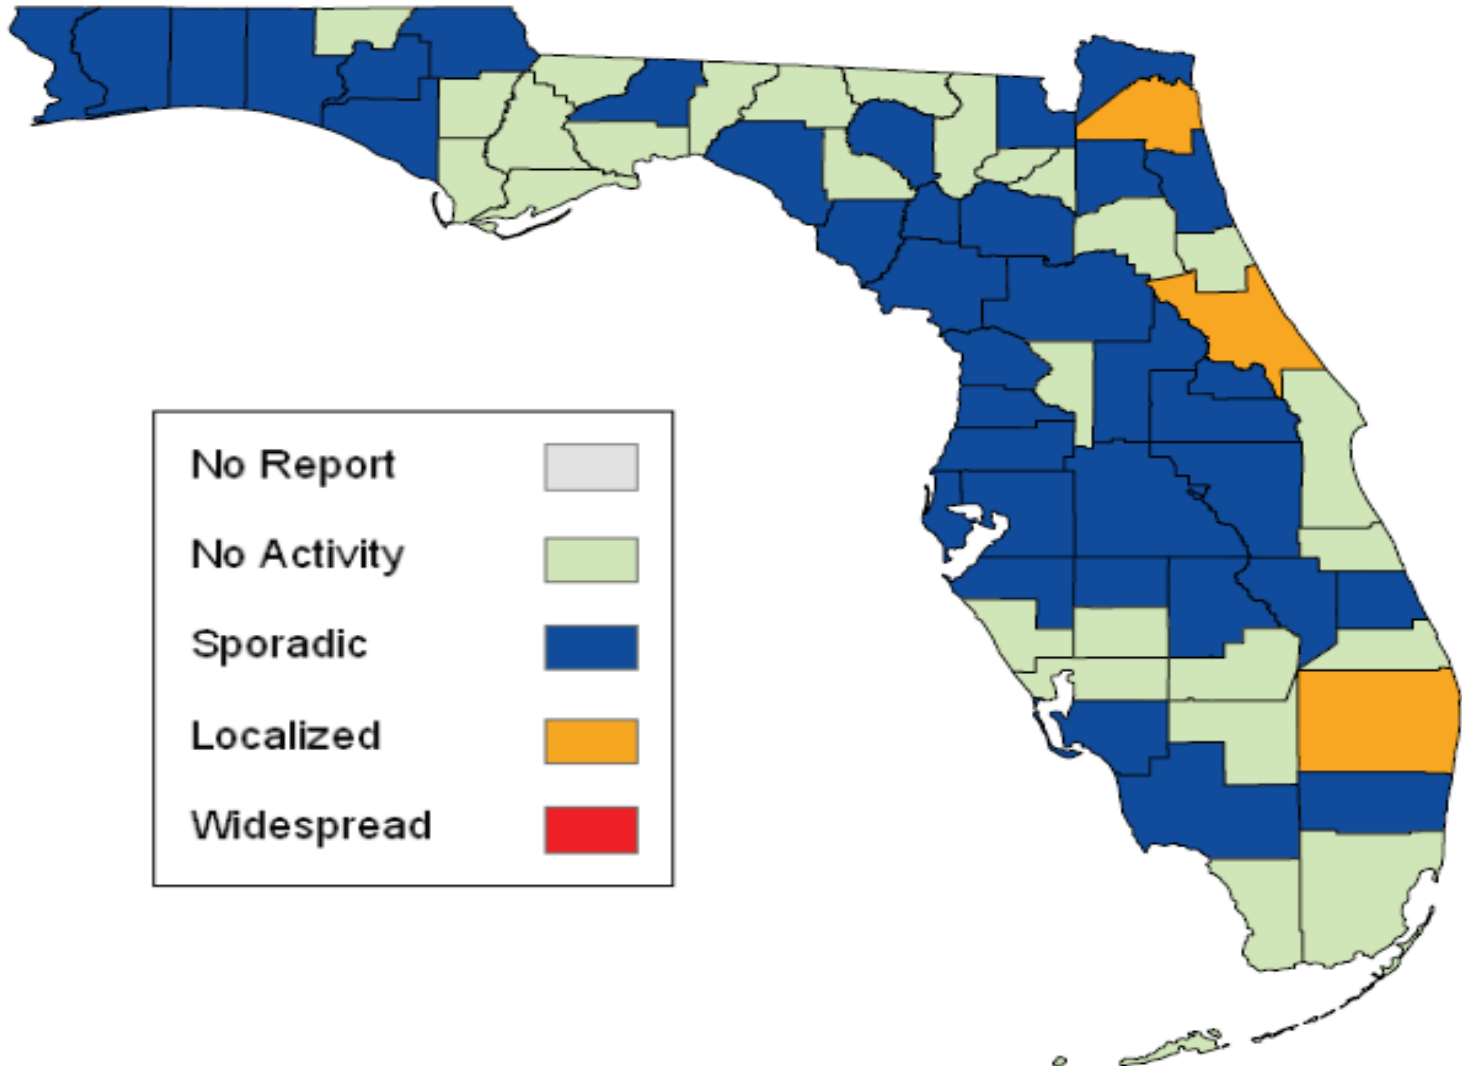 No Report
No Activity
Sporadic
Localized
Widespread